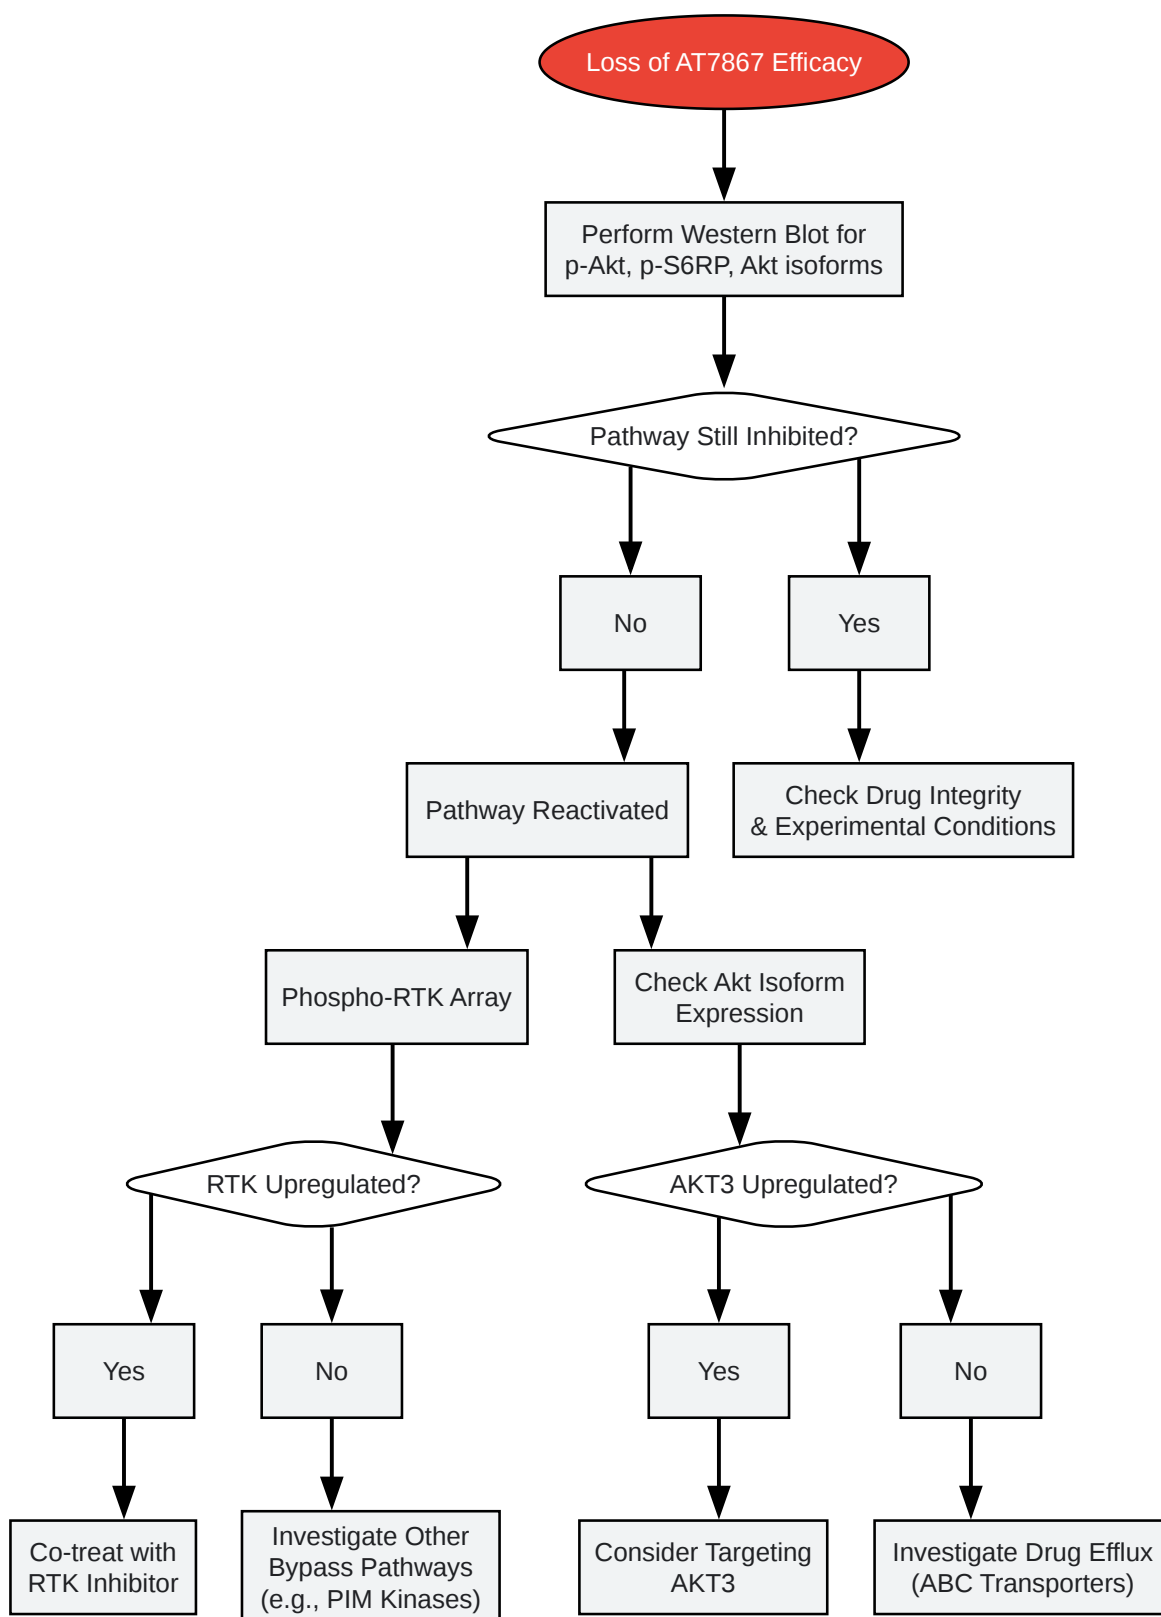 Loss of AT7867 Efficacy
Perform Western Blot for
p-Akt, p-S6RP, Akt isoforms
Pathway Still Inhibited?
No
Yes
Pathway Reactivated
Check Drug Integrity
& Experimental Conditions
Phospho-RTK Array
Check Akt Isoform
Expression
RTK Upregulated?
AKT3 Upregulated?
Yes
No
Yes
No
Co-treat with
RTK Inhibitor
Investigate Other
Bypass Pathways
(e.g., PIM Kinases)
Consider Targeting
AKT3
Investigate Drug Efflux
(ABC Transporters)